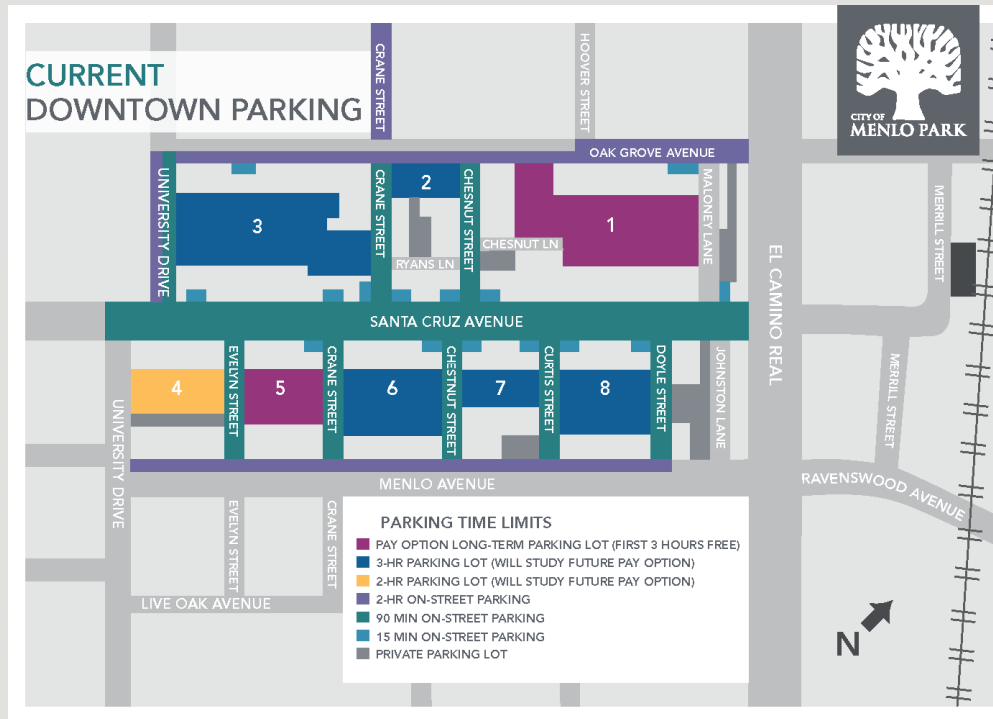 CURRENT
DOWNTOWN PARKING
CRANE STREET
HOOVER STREET
CITY OF
MENLO PARK
OAK GROVE AVENUE
UNIVERSITY DRIVE
3
CRANE STREET
2
CHESNUT STREET
1
MALONEY LANE
CHESNUT LN
RYANS LN
MERRILL STREET
EL CAMINO REAL
SANTA CRUZ AVENUE
4
EVELYN STREET
5
CRANE STREET
6
CHESTNUT STREET
7
CURTIS STREET
8
DOYLE STREET
JOHNSTON LANE
MERRILL STREET
UNIVERSITY DRIVE
MENLO AVENUE
RAVENSWOOD AVENUE
EVELYN STREET
CRANE STREET
LIVE OAK AVENUE
PARKING TIME LIMITS
PAY OPTION LONG-TERM PARKING LOT (FIRST 3 HOURS FREE)
3-HR PARKING LOT (WILL STUDY FUTURE PAY OPTION)
2-HR PARKING LOT (WILL STUDY FUTURE PAY OPTION)
2-HR ON-STREET PARKING
90 MIN ON-STREET PARKING
15 MIN ON-STREET PARKING
PRIVATE PARKING LOT
N